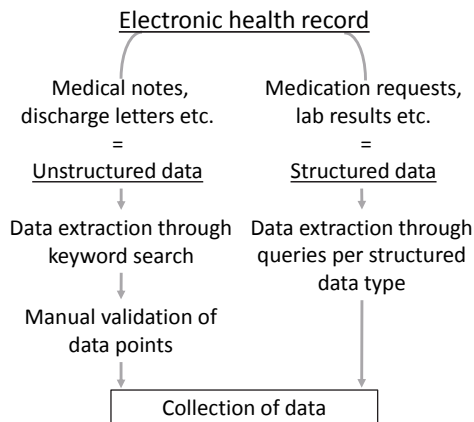 Electronic health record
Medical notes,
discharge letters etc.
=
Unstructured data
Data extraction through
keyword search
Manual validation of
data points
Medication requests,
lab results etc.
=
Structured data
Data extraction through
queries per structured
data type
Collection of data